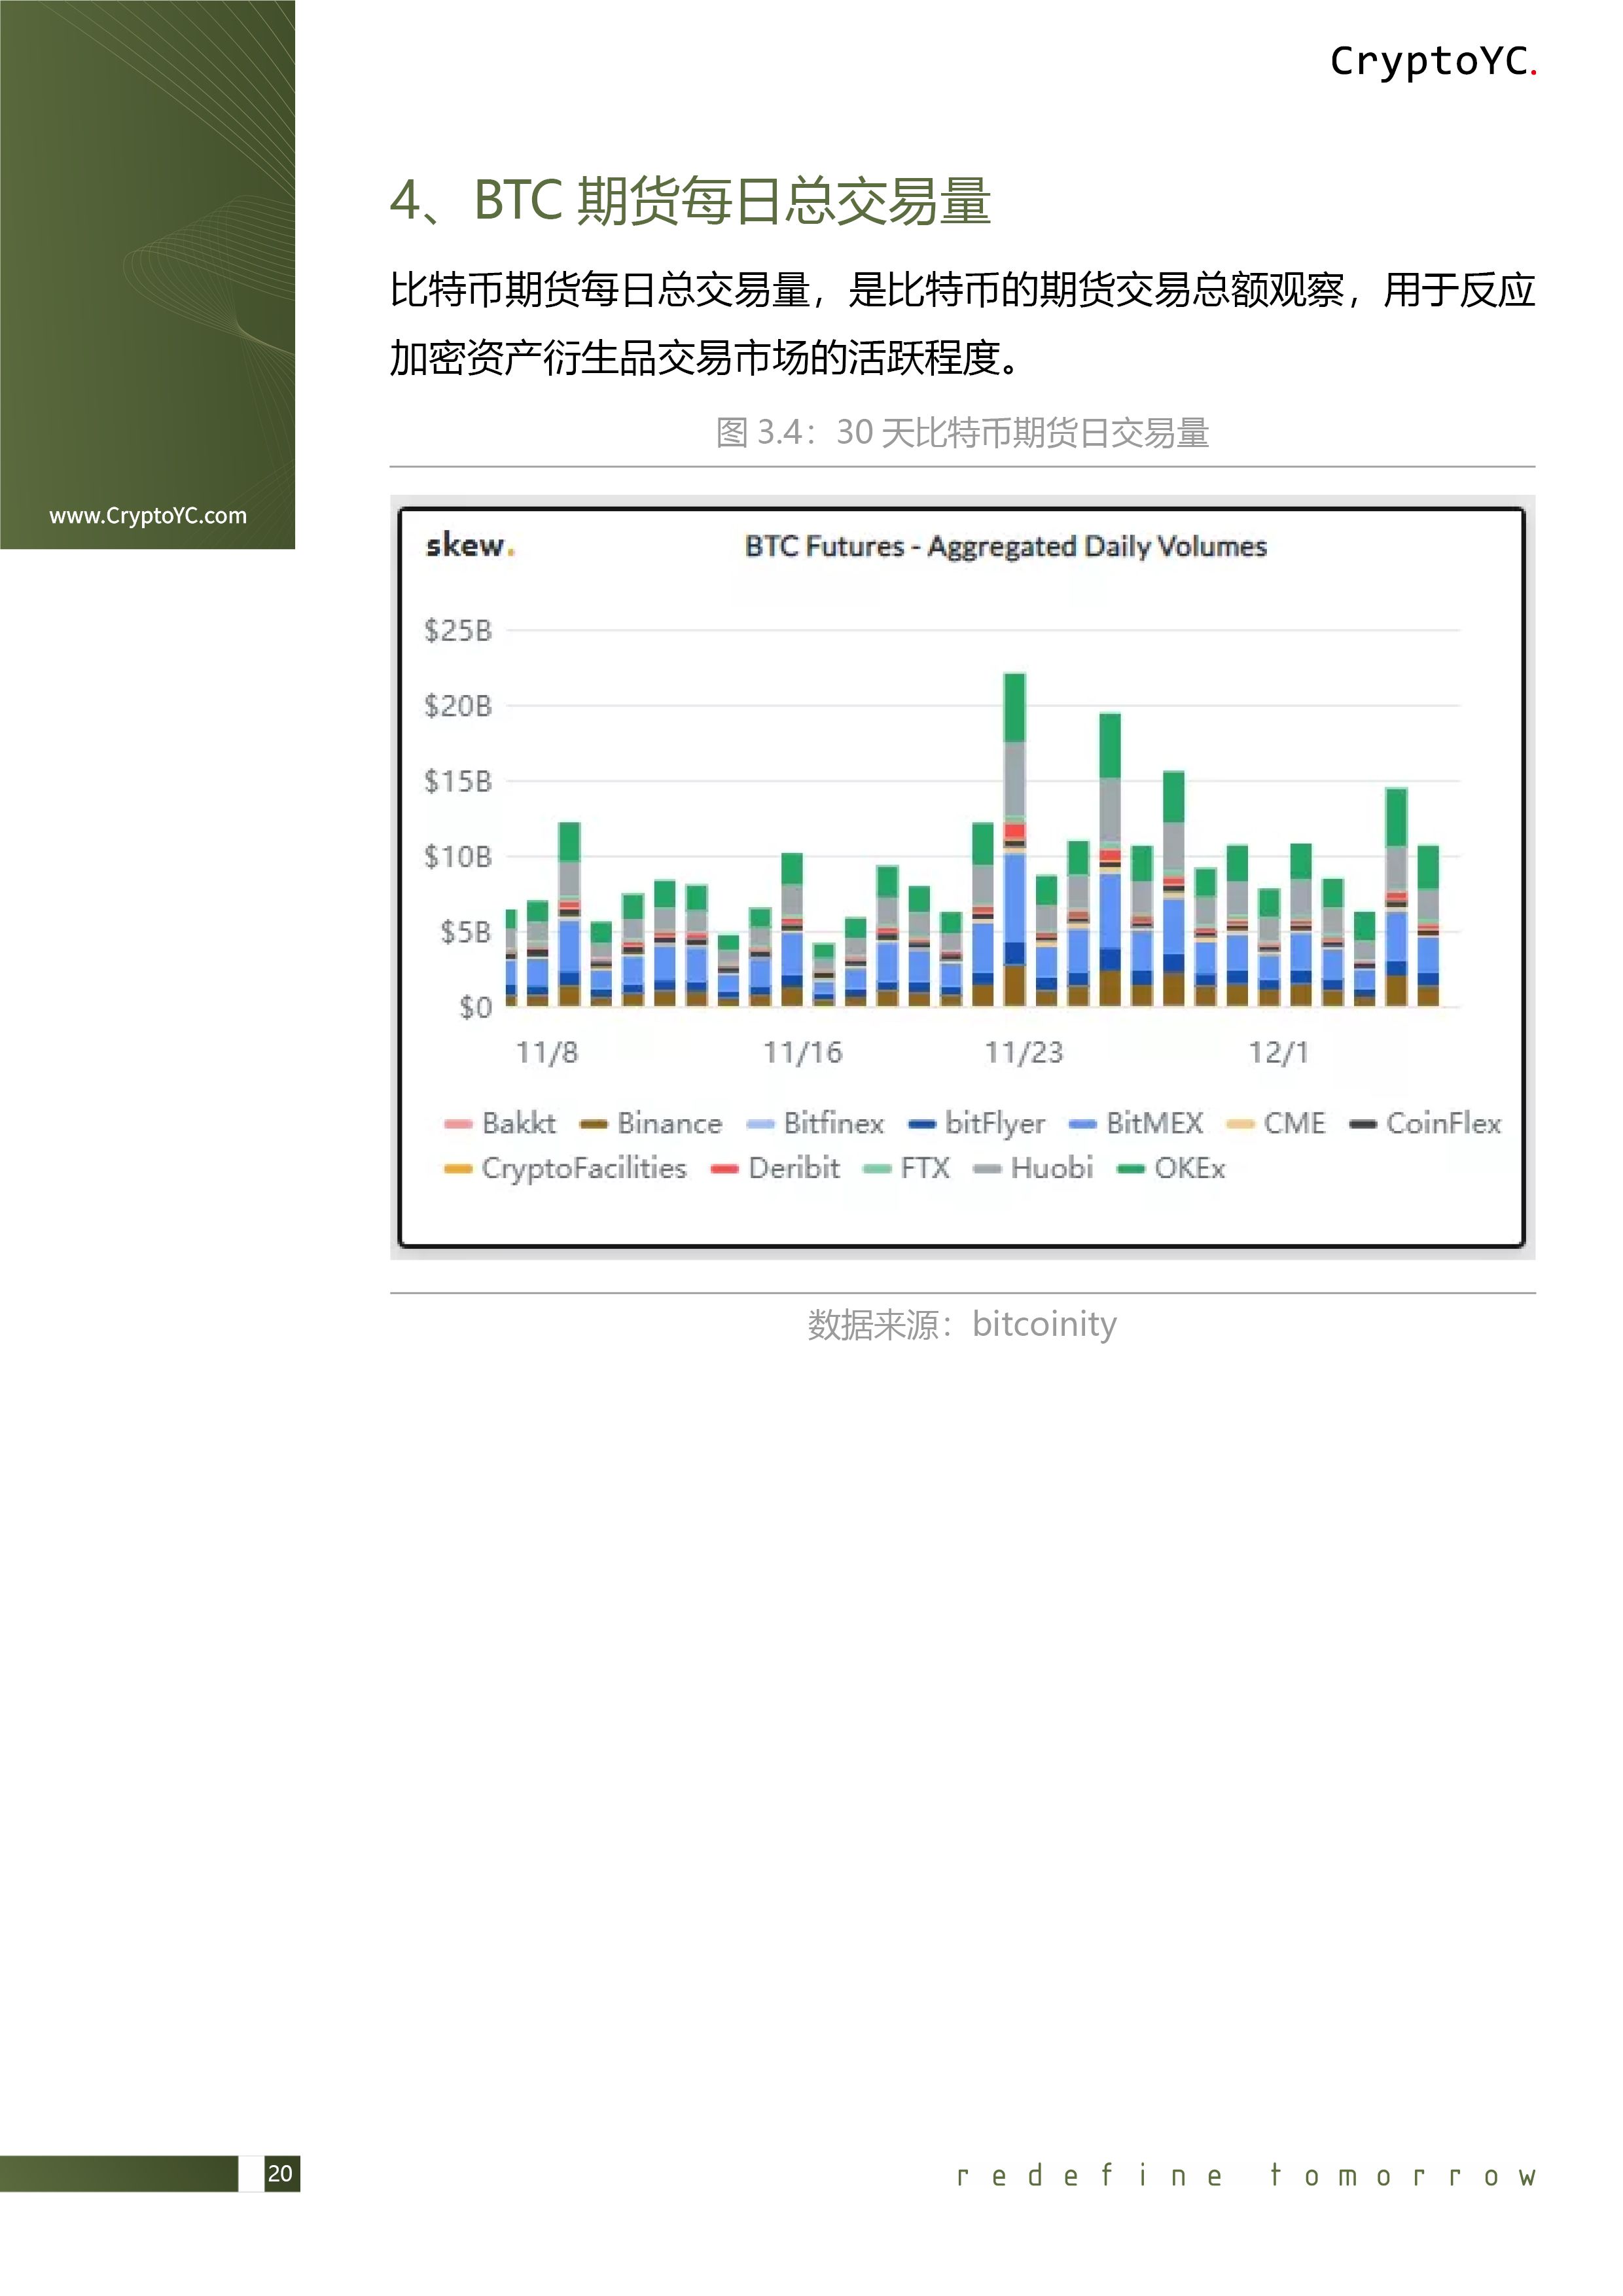 CryptoYC.
www.CryptoYC.com
4、BTC 期货每日总交易量
比特币期货每日总交易量，是比特币的期货交易总额观察，用于反应
加密资产衍生品交易市场的活跃程度。
图 3.4：30 天比特币期货日交易量
skew.
BTC Futures - Aggregated Daily Volumes
$25B
$20B
$15B
$10B
$5B
$0
11/8 11/16 11/23 12/1
Bakkt Binance Bitfinex bitFlyer BitMEX CME CoinFlex
CryptoFacilities Deribit FTX Huobi OKEx
数据来源：bitcoinity
20
redefine tomorrow